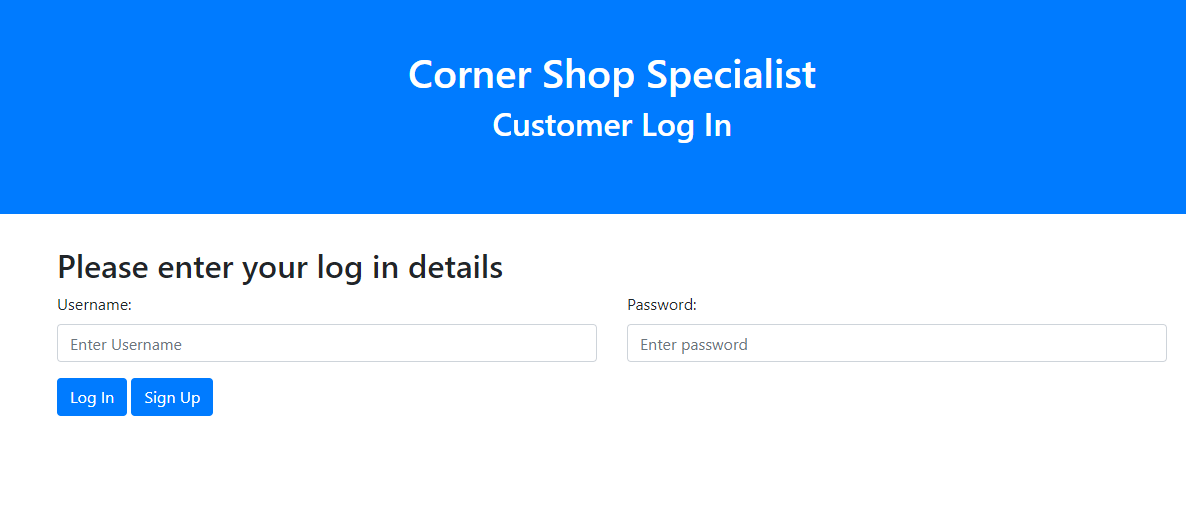 Corner Shop Specialist
Customer Log In
Please enter your log in details
Username:
Password:
Enter Username
Enter password
Log In
Sign Up